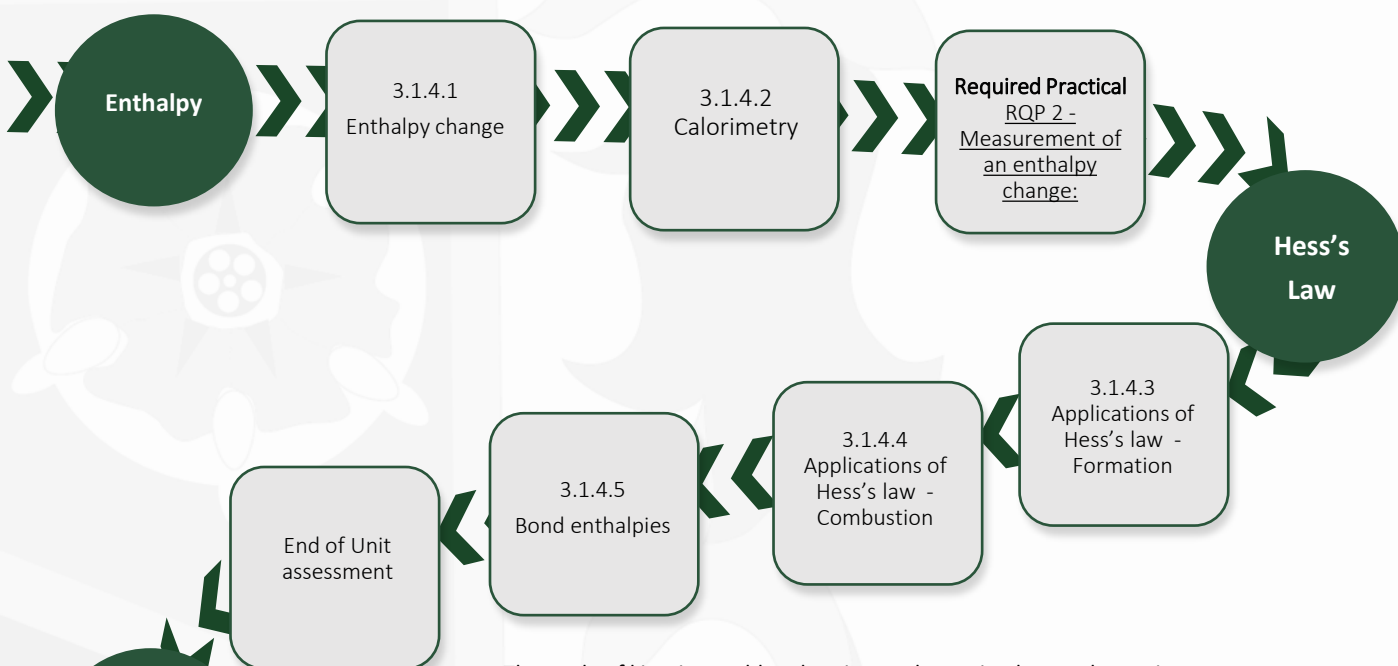 Enthalpy
3.1.4.1
Enthalpy change
3.1.4.2
Calorimetry
Required Practical
RQP 2 -
Measurement of
an enthalpy
change:
Hess's
Law
3.1.4.3
Applications of
Hess's law  -
Formation
3.1.4.4
Applications of
Hess's law  -
Combustion
3.1.4.5
Bond enthalpies
End of Unit
assessment